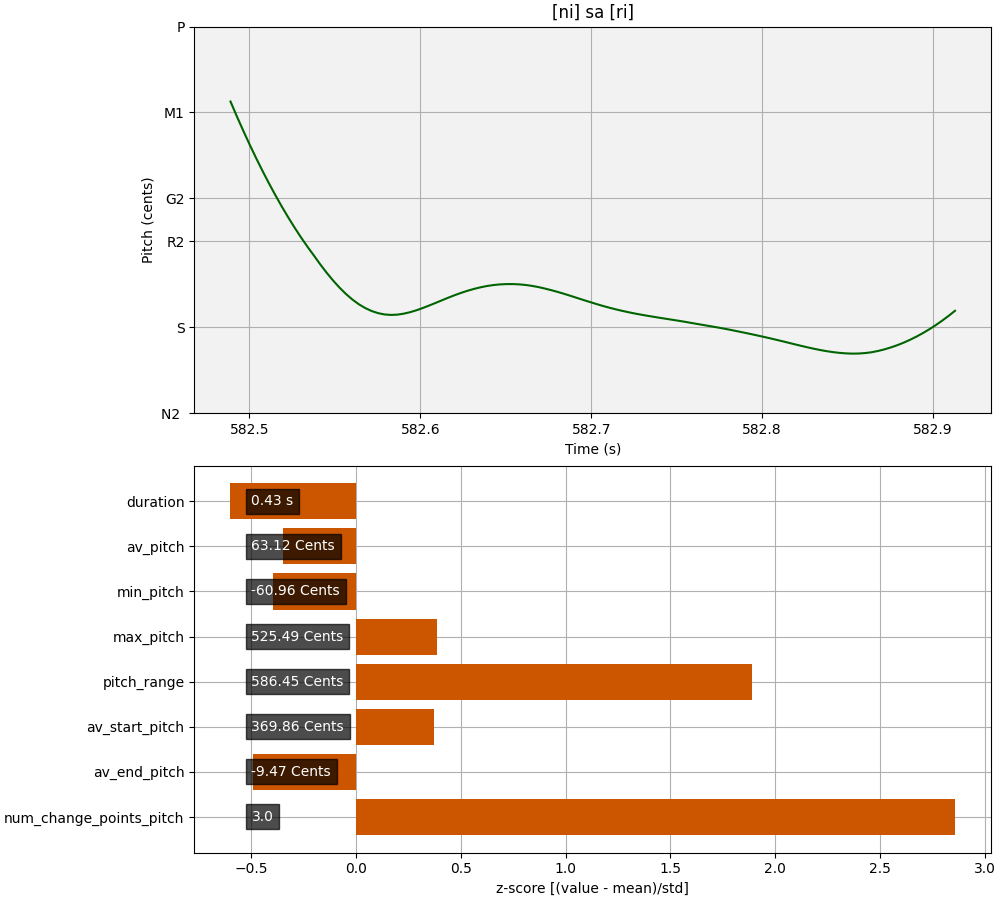 [ni] sa [ri]
P
M1
G2
R2
S
N2
Pitch (cents)
582.5 582.6 582.7 582.8 582.9
Time (s)
duration 0.43 s
av_pitch 63.12 Cents
min_pitch -60.96 Cents
max_pitch 525.49 Cents
pitch_range 586.45 Cents
av_start_pitch 369.86 Cents
av_end_pitch -9.47 Cents
num_change_points_pitch 3.0
−0.5 0.0 0.5 1.0 1.5 2.0 2.5 3.0
z-score [(value - mean)/std]